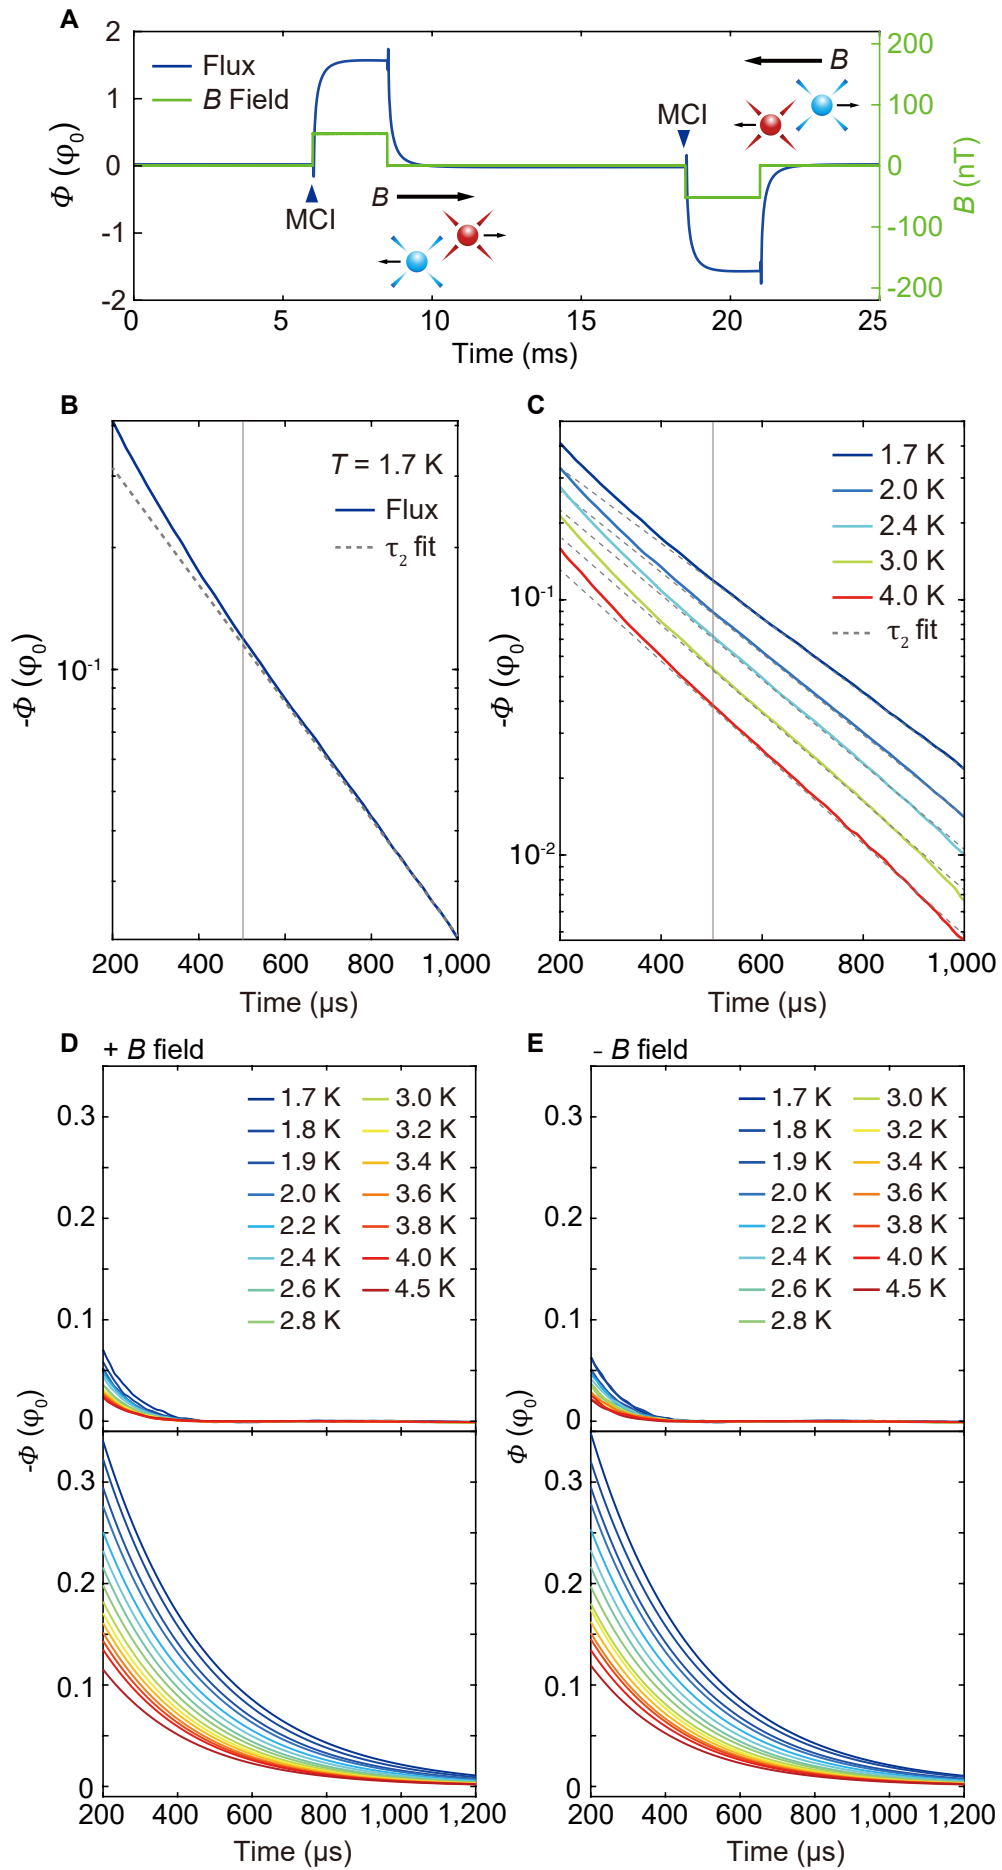 A
2
1
0
-1
-2
Φ (φ0)
Flux
B Field
MCI
B
MCI
B
200
100
0
-100
-200
B (nT)
0
5
10
15
20
25
Time (ms)
B
T = 1.7 K
Flux
τ2 fit
10-1
-Φ (φ0)
200
400
600
800
1,000
Time (µs)
C
1.7 K
2.0 K
2.4 K
3.0 K
4.0 K
τ2 fit
10-1
10-2
-Φ (φ0)
200
400
600
800
1,000
Time (µs)
D
+ B field
1.7 K
1.8 K
1.9 K
2.0 K
2.2 K
2.4 K
2.6 K
2.8 K
3.0 K
3.2 K
3.4 K
3.6 K
3.8 K
4.0 K
4.5 K
0.3
0.2
0.1
0
0.3
0.2
0.1
0
-Φ (φ0)
200
400
600
800
1,000
1,200
Time (µs)
E
- B field
1.7 K
1.8 K
1.9 K
2.0 K
2.2 K
2.4 K
2.6 K
2.8 K
3.0 K
3.2 K
3.4 K
3.6 K
3.8 K
4.0 K
4.5 K
0.3
0.2
0.1
0
0.3
0.2
0.1
0
Φ (φ0)
200
400
600
800
1,000
1,200
Time (µs)